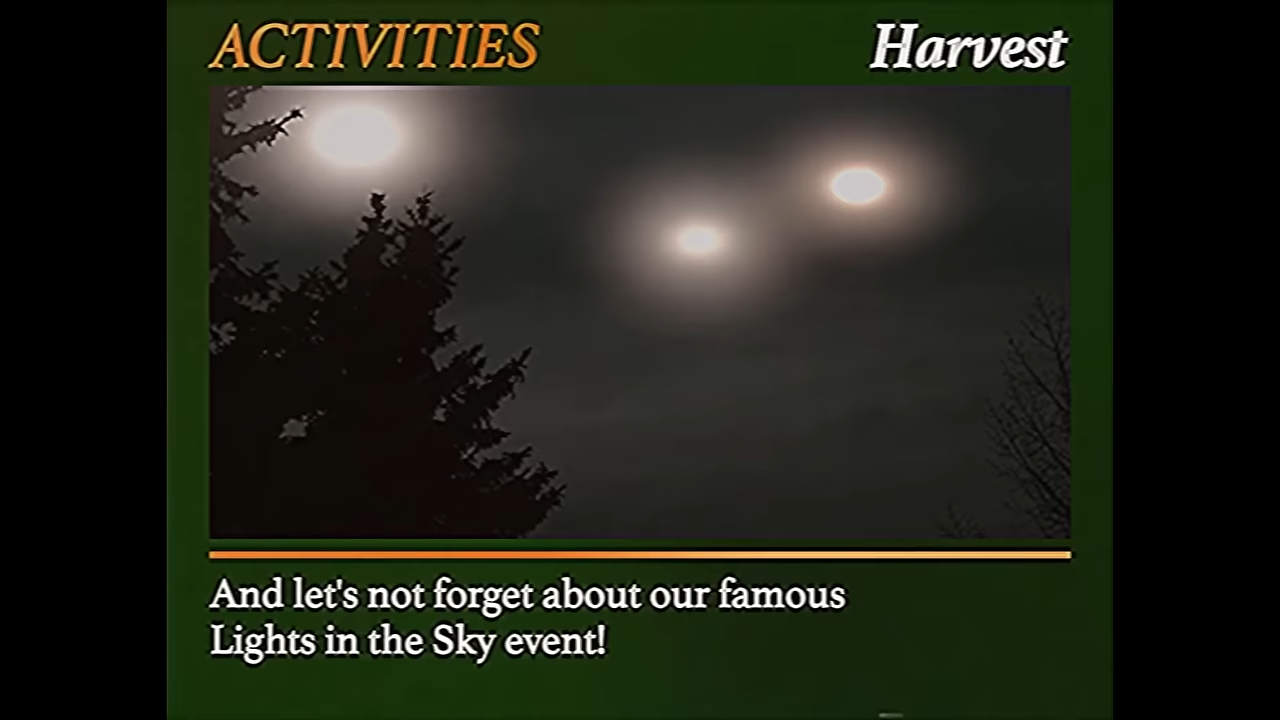 ACTIVITIES Harvest
And let's not forget about our famous
Lights in the Sky event!